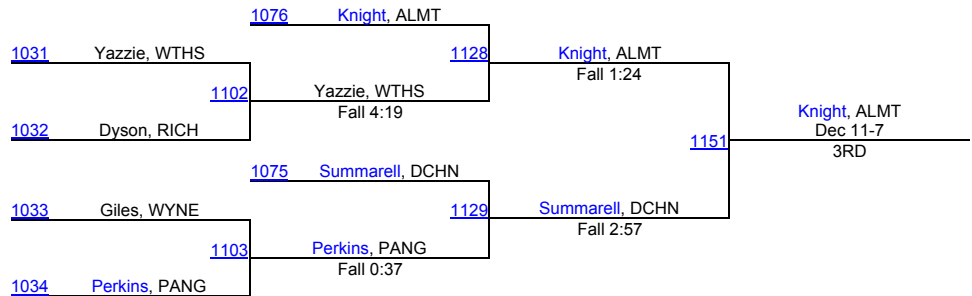 1076 Knight, ALMT
1031 Yazzie, WTHS
1128 Knight, ALMT
Fall 1:24
1102 Yazzie, WTHS
Fall 4:19
Knight, ALMT
1032 Dyson, RICH
Dec 11-7
1151
3RD
1075 Summarell, DCHN
1033 Giles, WYNE
1129 Summarell, DCHN
Fall 2:57
1103 Perkins, PANG
Fall 0:37
1034 Perkins, PANG